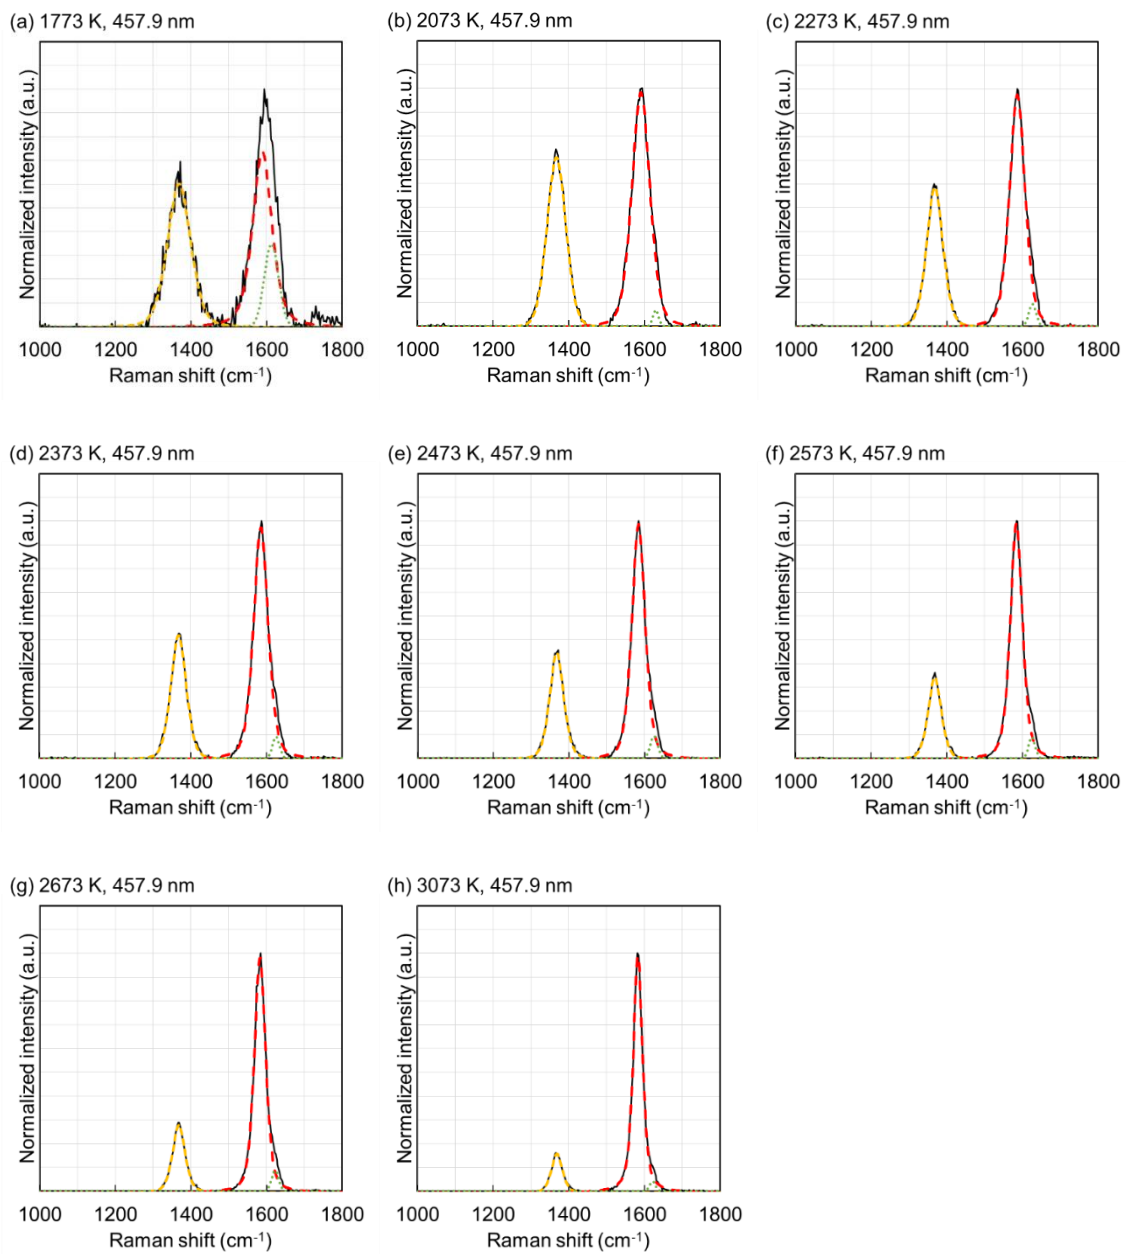 (a) 1773 K, 457.9 nm
Normalized intensity (a.u.)
1000 1200 1400 1600 1800
Raman shift (cm⁻¹)
(b) 2073 K, 457.9 nm
Normalized intensity (a.u.)
1000 1200 1400 1600 1800
Raman shift (cm⁻¹)
(c) 2273 K, 457.9 nm
Normalized intensity (a.u.)
1000 1200 1400 1600 1800
Raman shift (cm⁻¹)
(d) 2373 K, 457.9 nm
Normalized intensity (a.u.)
1000 1200 1400 1600 1800
Raman shift (cm⁻¹)
(e) 2473 K, 457.9 nm
Normalized intensity (a.u.)
1000 1200 1400 1600 1800
Raman shift (cm⁻¹)
(f) 2573 K, 457.9 nm
Normalized intensity (a.u.)
1000 1200 1400 1600 1800
Raman shift (cm⁻¹)
(g) 2673 K, 457.9 nm
Normalized intensity (a.u.)
1000 1200 1400 1600 1800
Raman shift (cm⁻¹)
(h) 3073 K, 457.9 nm
Normalized intensity (a.u.)
1000 1200 1400 1600 1800
Raman shift (cm⁻¹)